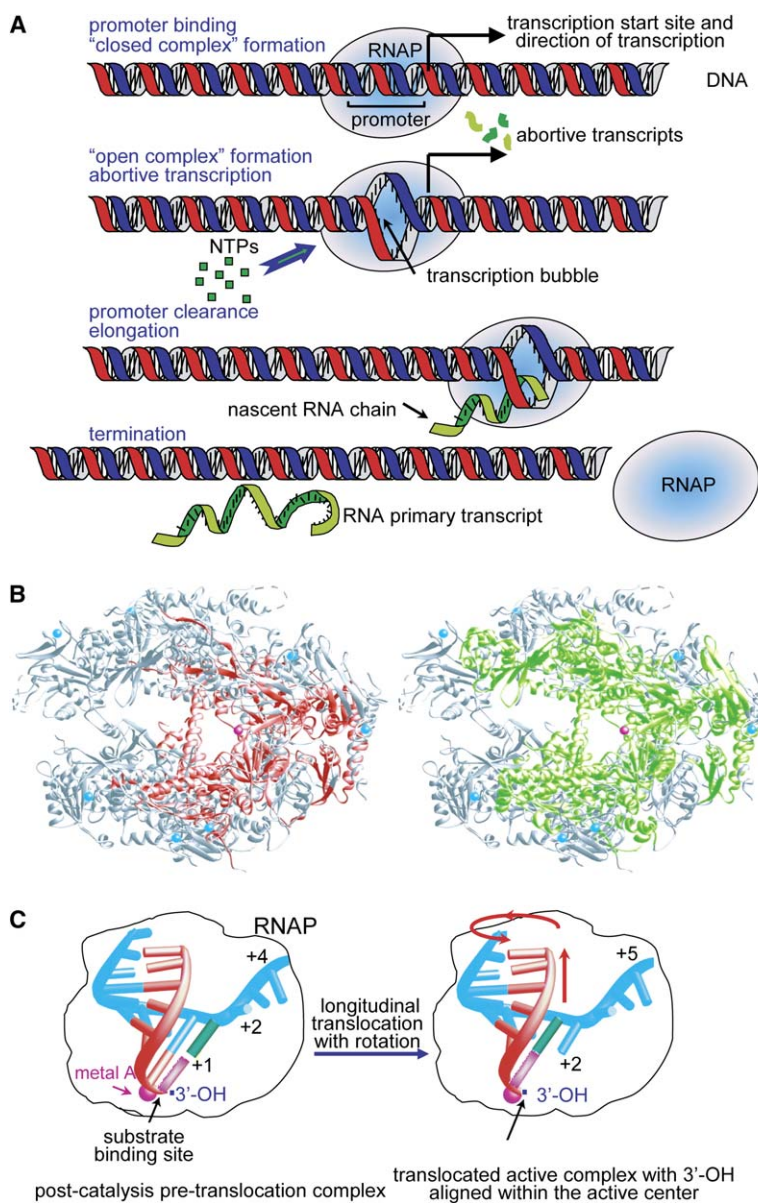 A
promoter binding
"closed complex" formation
RNAP
transcription start site and
direction of transcription
DNA
promoter
abortive transcripts
"open complex" formation
abortive transcription
NTPs
transcription bubble
promoter clearance
elongation
nascent RNA chain
termination
RNAP
RNA primary transcript
B
C
RNAP
+4
+2
+1
metal A
3'-OH
substrate
binding site
post-catalysis pre-translocation complex
longitudinal
translocation
with rotation
+5
+2
3'-OH
translocated active complex with 3'-OH
aligned within the active center